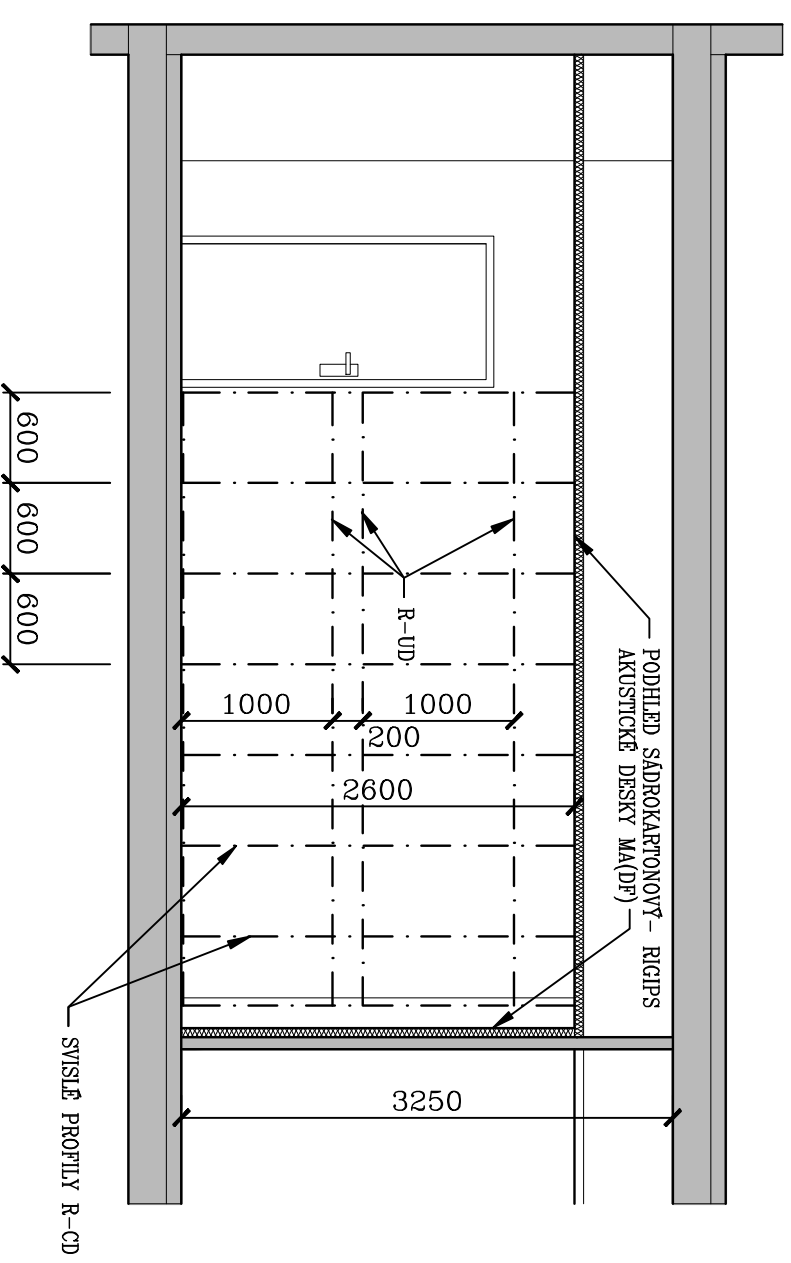 PODHLED SÁDROKARTONOVÝ- RIGIPS
AKUSTICKÉ DESKY MA(DF)
R-UD
1000
200
1000
2600
3250
600
600
600
SVISLÉ PROFILY R-CD